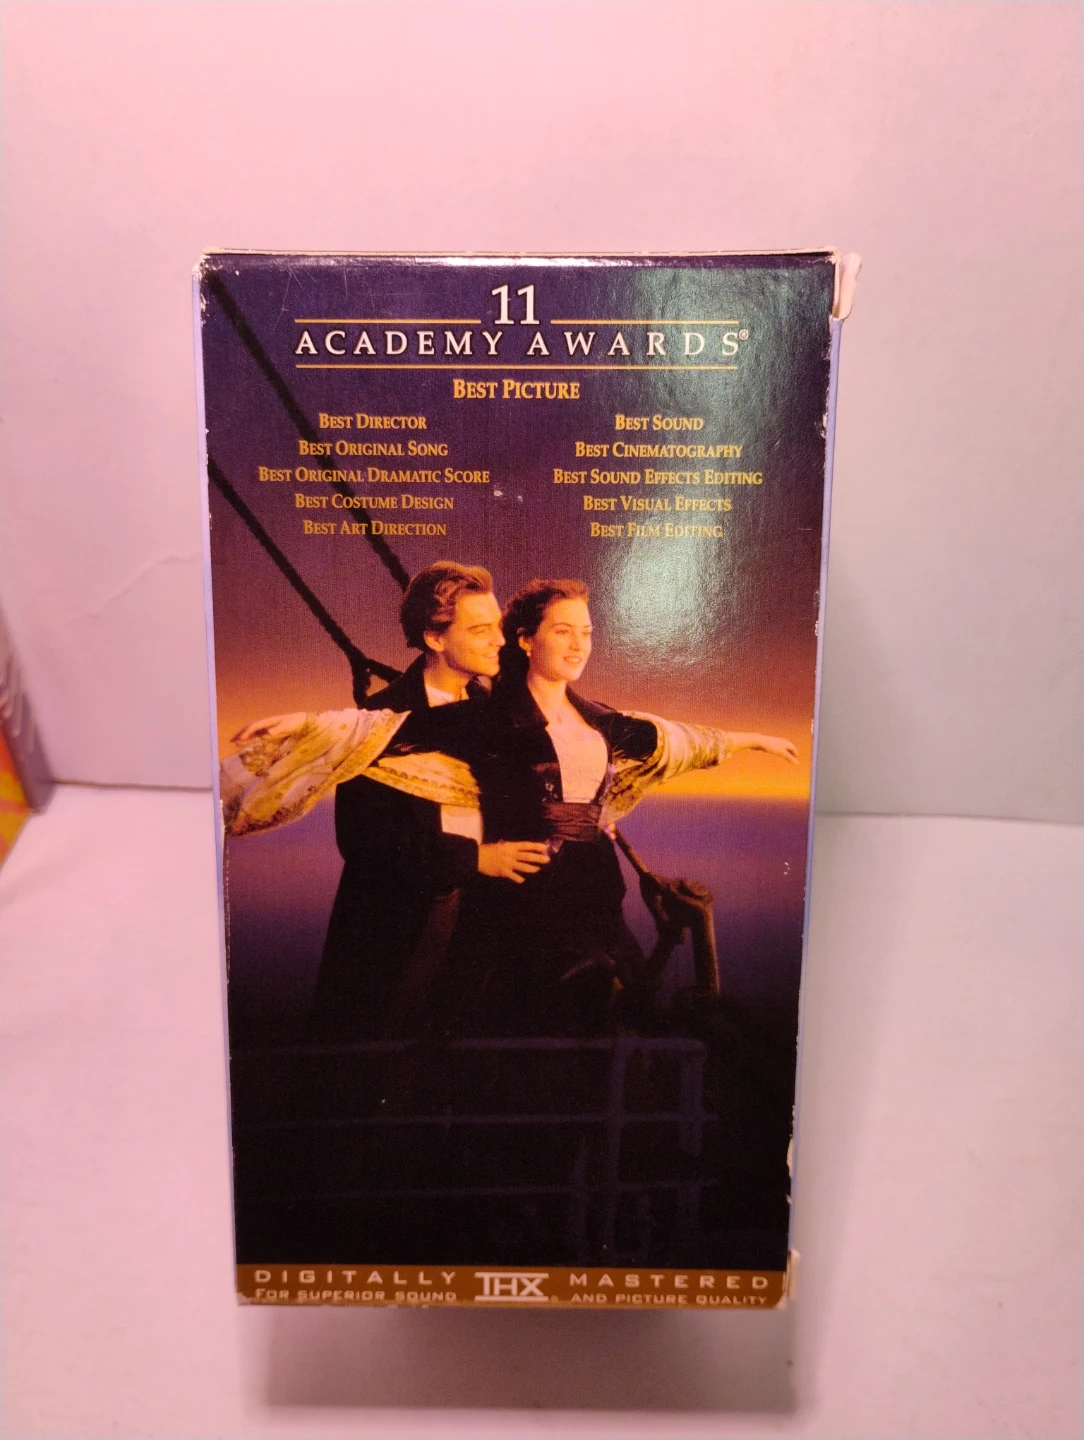 11
ACADEMY AWARDS®
BEST PICTURE
BEST DIRECTOR
BEST ORIGINAL SONG
BEST ORIGINAL DRAMATIC SCORE
BEST COSTUME DESIGN
BEST ART DIRECTION
BEST SOUND
BEST CINEMATOGRAPHY
BEST SOUND EFFECTS EDITING
BEST VISUAL EFFECTS
BEST FILM EDITING
DIGITALLY THX MASTERED
FOR SUPERIOR SOUND AND PICTURE QUALITY